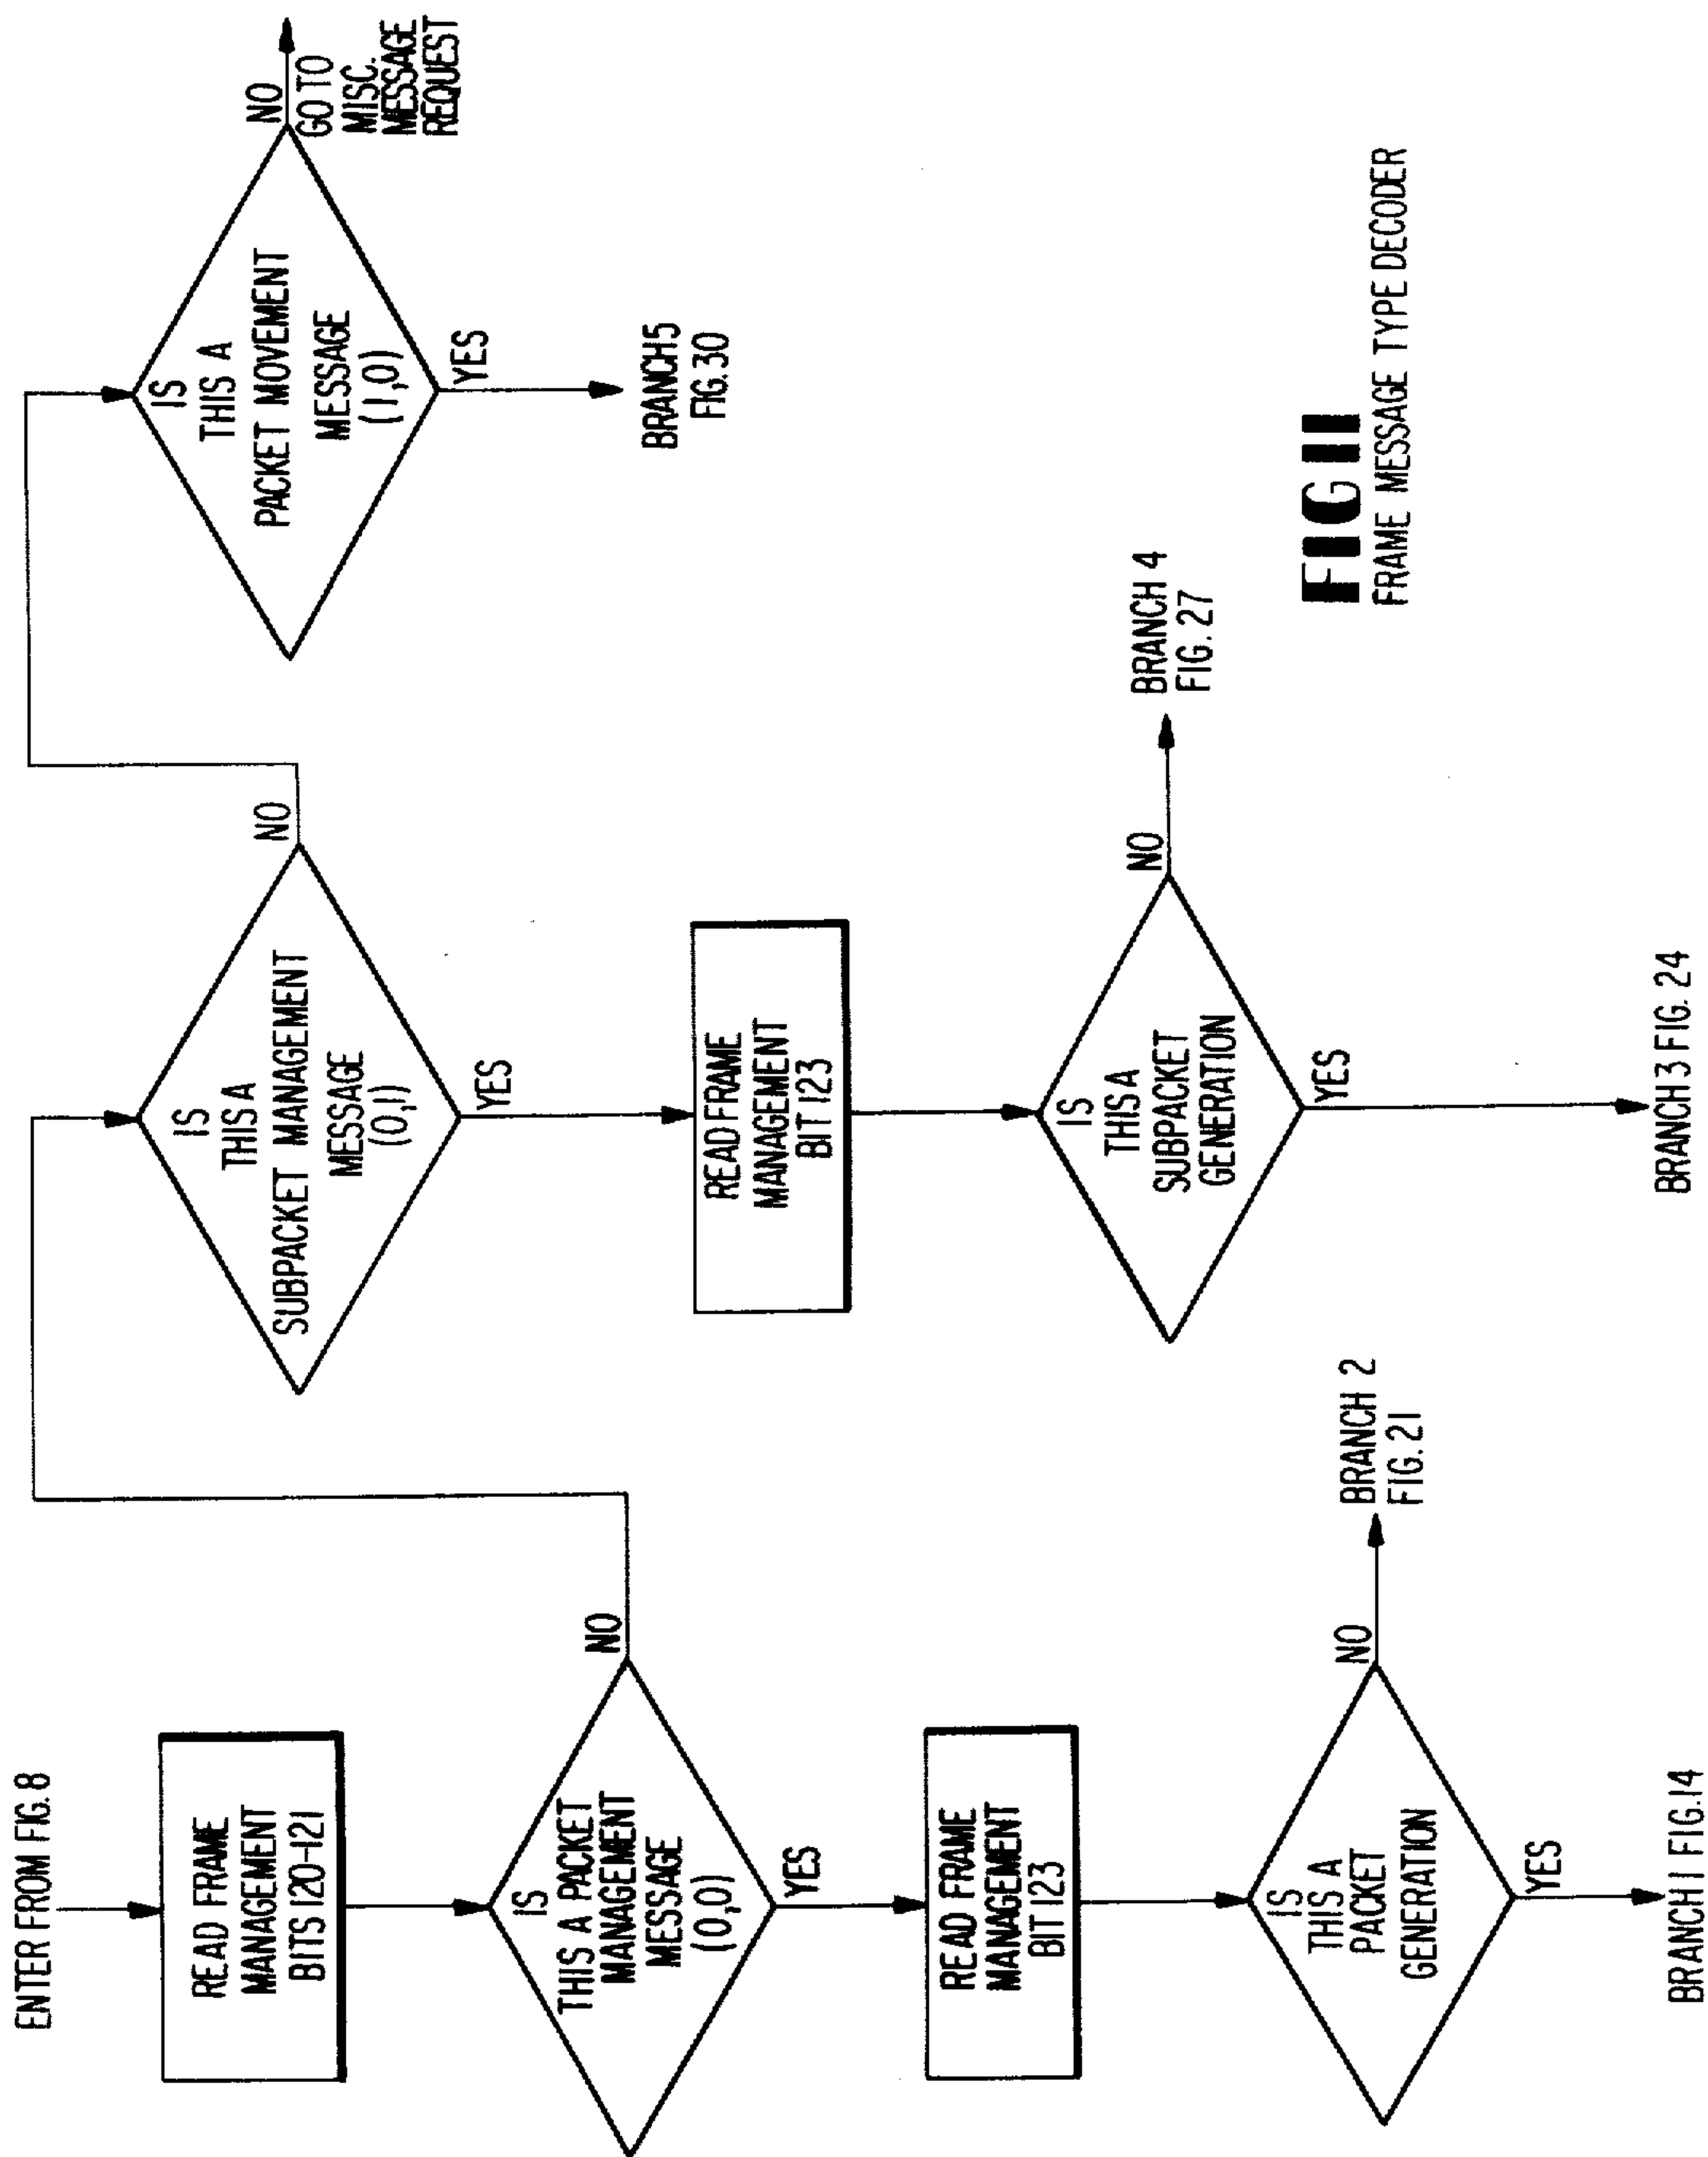 ENTER FROM FIG. 8
READ FRAME
MANAGEMENT
BITS 120-121
IS
THIS A PACKET
MANAGEMENT
MESSAGE
(0,0)
NO
YES
READ FRAME
MANAGEMENT
BIT 123
IS
THIS A
PACKET
GENERATION
NO
BRANCH 2
FIG. 21
YES
BRANCH 1 FIG. 14
IS
THIS A
SUBPACKET MANAGEMENT
MESSAGE
(0,1)
NO
YES
READ FRAME
MANAGEMENT
BIT 123
IS
THIS A
SUBPACKET
GENERATION
NO
BRANCH 4
FIG. 27
YES
BRANCH 3 FIG. 24
IS
THIS A
PACKET MOVEMENT
MESSAGE
(1,0)
NO
GO TO
MISC.
MESSAGE
REQUEST
YES
BRANCH 5
FIG. 30
FIG 11
FRAME MESSAGE TYPE DECODER